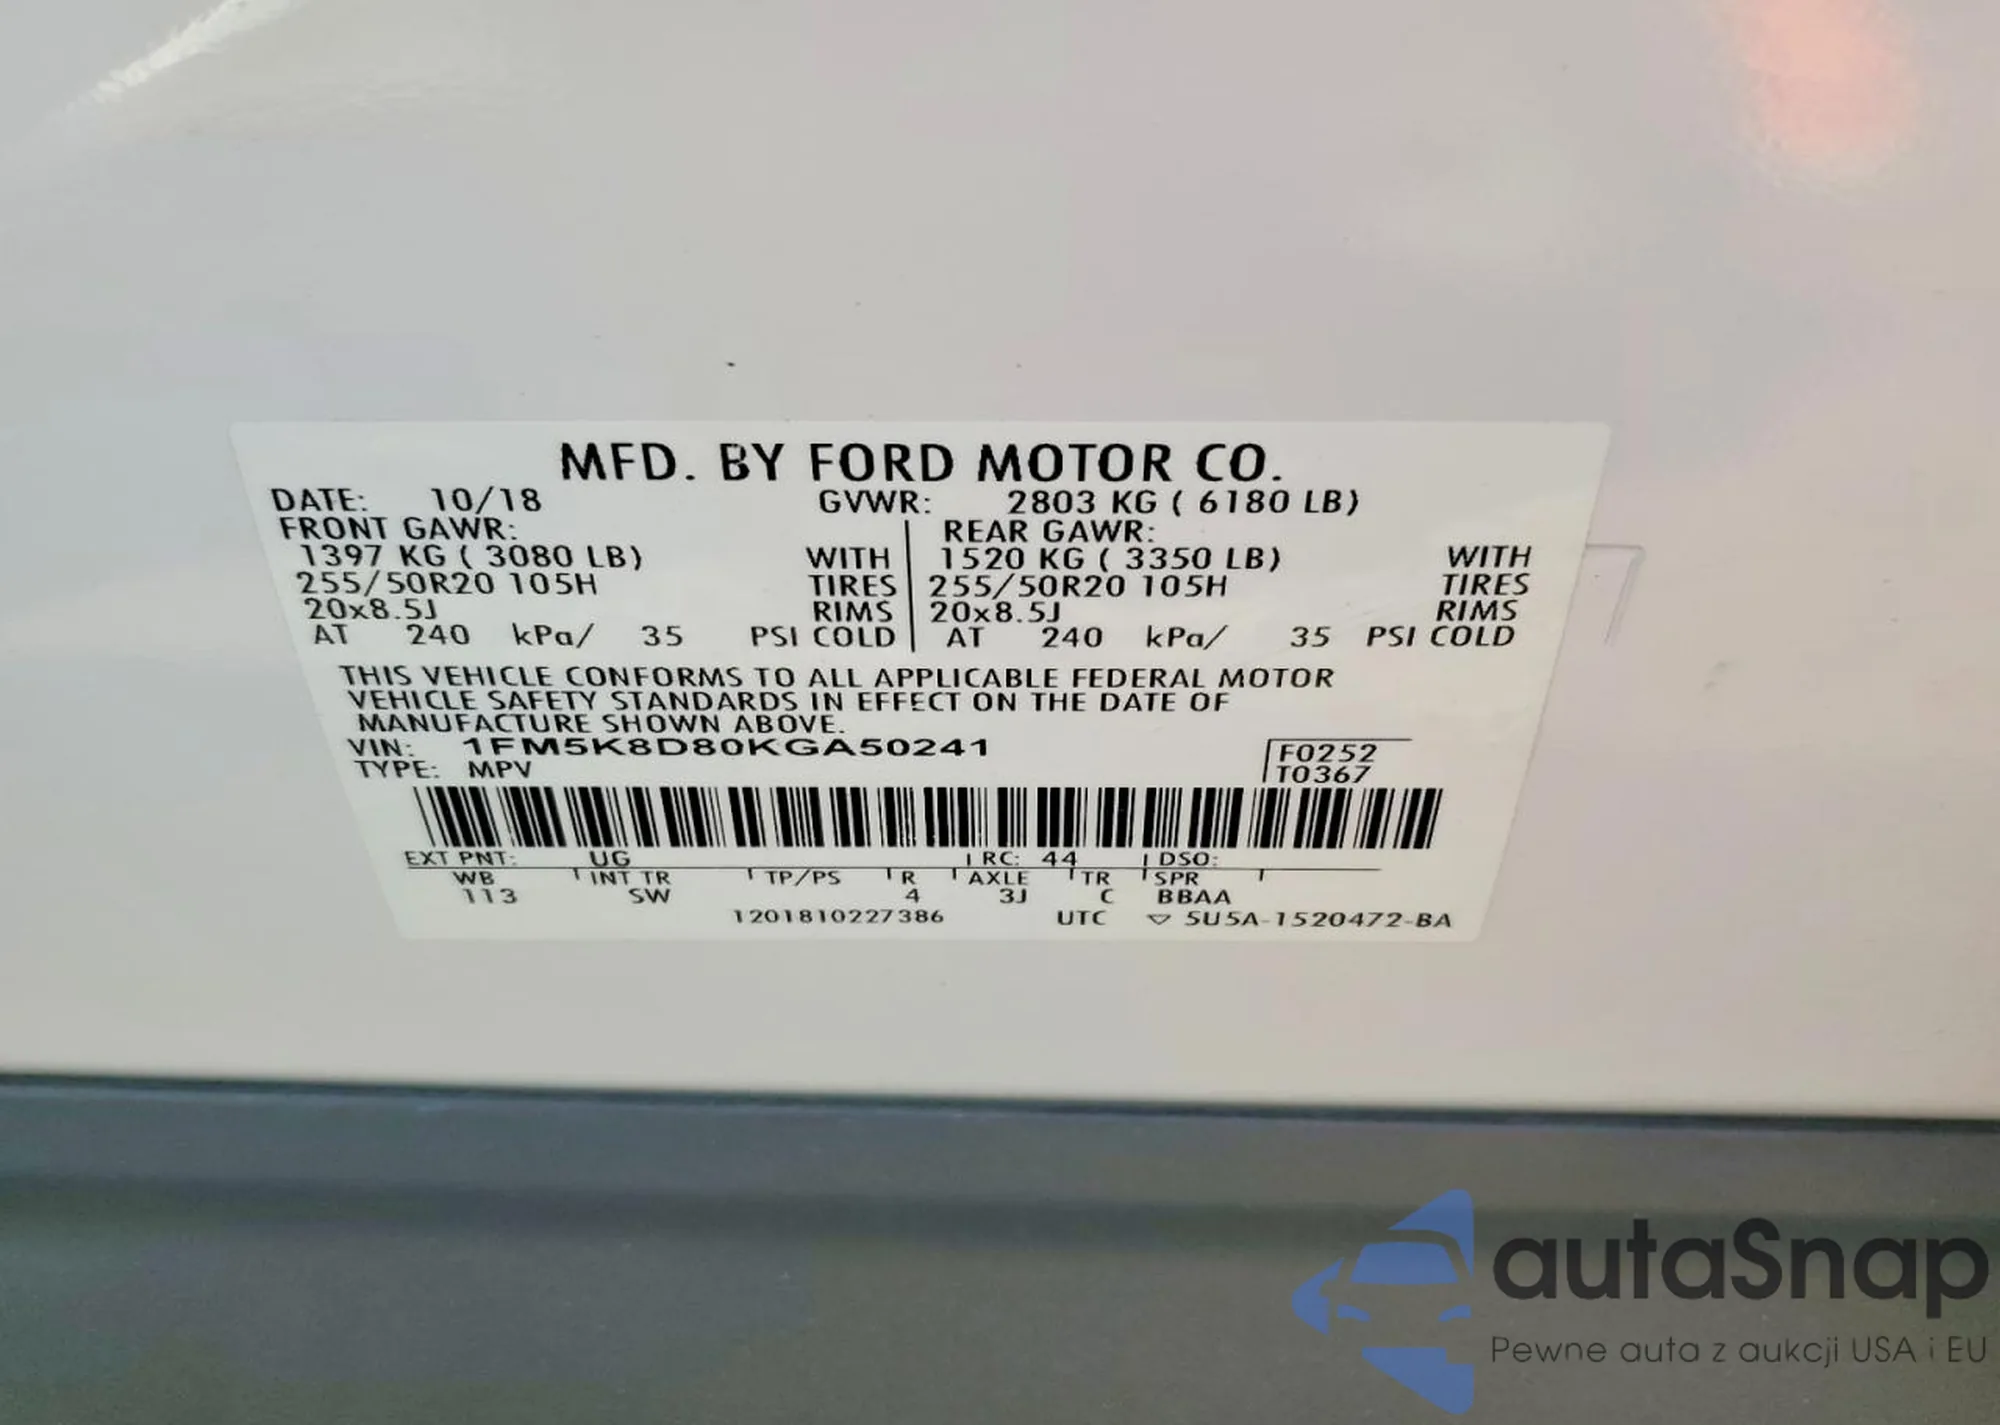 MFD. BY FORD MOTOR CO.
DATE: 10/18 GVWR: 2803 KG ( 6180 LB)
FRONT GAWR: REAR GAWR:
1397 KG ( 3080 LB) WITH 1520 KG ( 3350 LB) WITH
255/50R20 105H TIRES 255/50R20 105H TIRES
20x8.5J RIMS 20x8.5J RIMS
AT 240 kPa/ 35 PSI COLD AT 240 kPa/ 35 PSI COLD
THIS VEHICLE CONFORMS TO ALL APPLICABLE FEDERAL MOTOR
VEHICLE SAFETY STANDARDS IN EFFECT ON THE DATE OF
MANUFACTURE SHOWN ABOVE.
VIN: 1FM5K8D80KGA50241 F0252
TYPE: MPV T0367
EXT PNT: UG RC: 44 DSO:
WB INT TR TP/PS R AXLE TR SPR
113 SW 4 3J C BBAA
1201810227386 UTC ▽ 5U5A-1520472-BA
autaSnap
Pewne auta z aukcji USA i EU